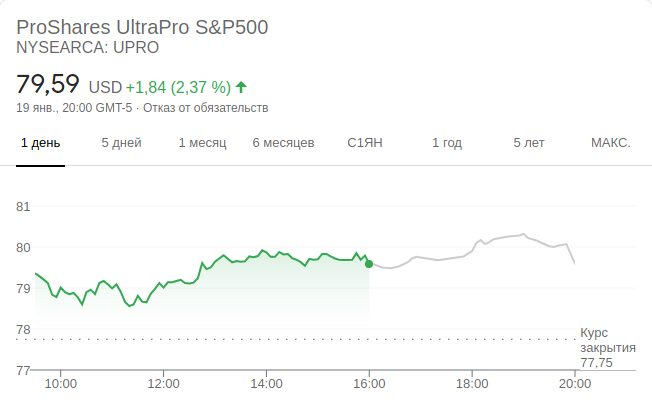 ProShares UltraPro S&P500
NYSEARCA: UPRO
79,59 USD +1,84 (2,37 %)
19 янв., 20:00 GMT-5 · Отказ от обязательств
1 день 5 дней 1 месяц 6 месяцев С1ЯН 1 год 5 лет МАКС.
81
80
79
78
Курс
закрытия
77,75
77
10:00 12:00 14:00 16:00 18:00 20:00